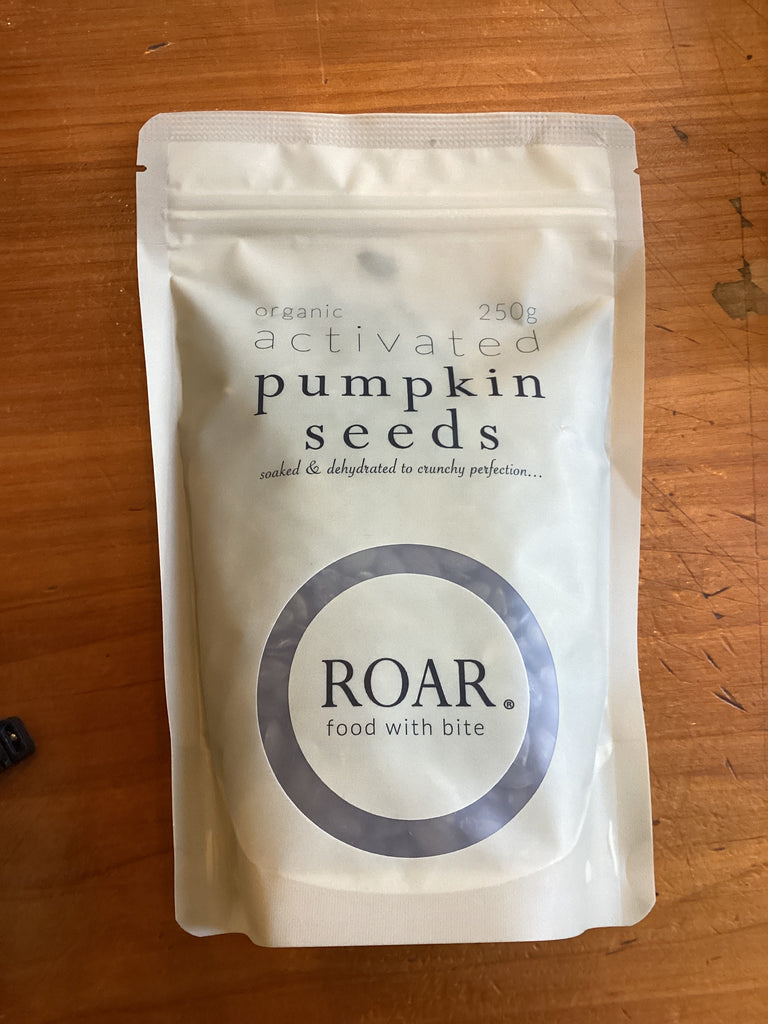 organic 250g
activated
pumpkin
seeds
soaked & dehydrated to crunchy perfection...
ROAR®
food with bite